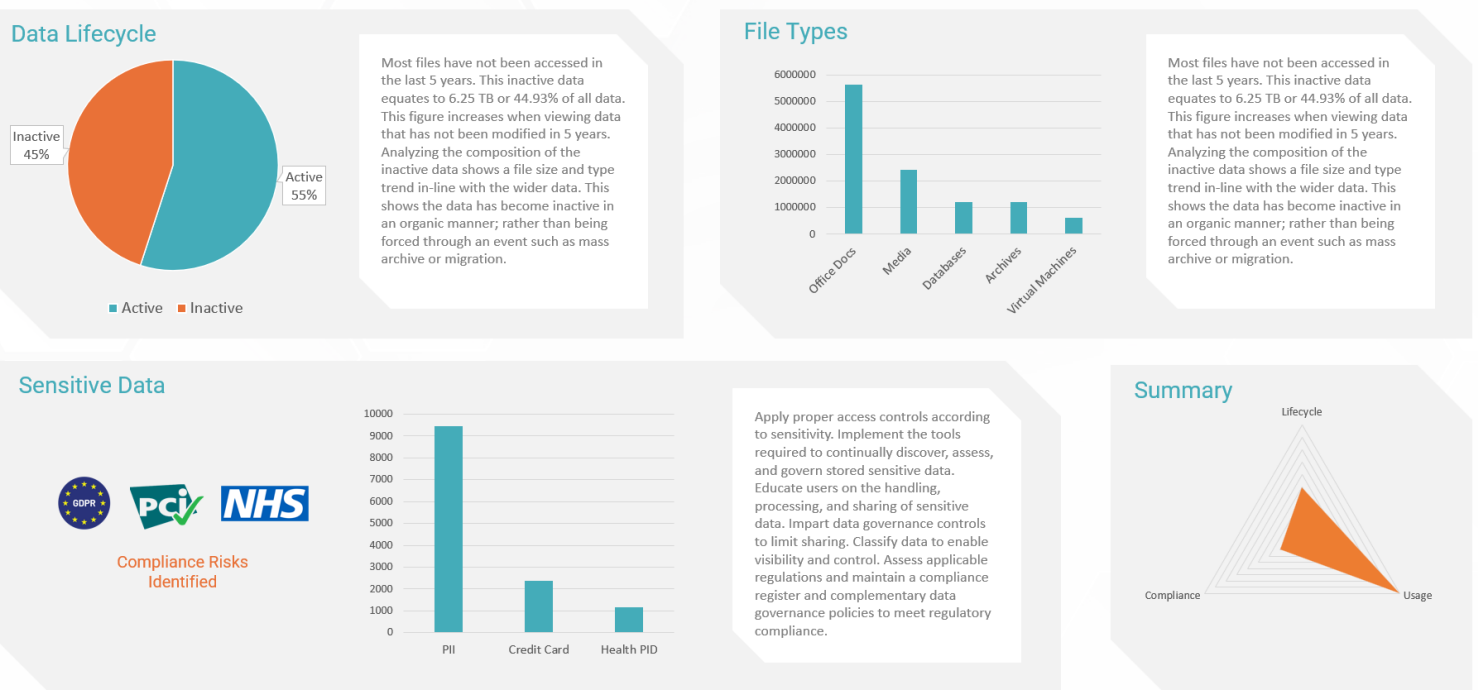 Data Lifecycle
Inactive
45%
Active
55%
Active
Inactive
Most files have not been accessed in
the last 5 years. This inactive data
equates to 6.25 TB or 44.93% of all data.
This figure increases when viewing data
that has not been modified in 5 years.
Analyzing the composition of the
inactive data shows a file size and type
trend in-line with the wider data. This
shows the data has become inactive in
an organic manner; rather than being
forced through an event such as mass
archive or migration.
File Types
6000000
5000000
4000000
3000000
2000000
1000000
0
Office Docs
Media
Databases
Archives
Virtual Machines
Most files have not been accessed in
the last 5 years. This inactive data
equates to 6.25 TB or 44.93% of all data.
This figure increases when viewing data
that has not been modified in 5 years.
Analyzing the composition of the
inactive data shows a file size and type
trend in-line with the wider data. This
shows the data has become inactive in
an organic manner; rather than being
forced through an event such as mass
archive or migration.
Sensitive Data
GDPR
PCi
NHS
Compliance Risks
Identified
10000
9000
8000
7000
6000
5000
4000
3000
2000
1000
0
PII
Credit Card
Health PID
Apply proper access controls according
to sensitivity. Implement the tools
required to continually discover, assess,
and govern stored sensitive data.
Educate users on the handling,
processing, and sharing of sensitive
data. Impart data governance controls
to limit sharing. Classify data to enable
visibility and control. Assess applicable
regulations and maintain a compliance
register and complementary data
governance policies to meet regulatory
compliance.
Summary
Lifecycle
Compliance
Usage